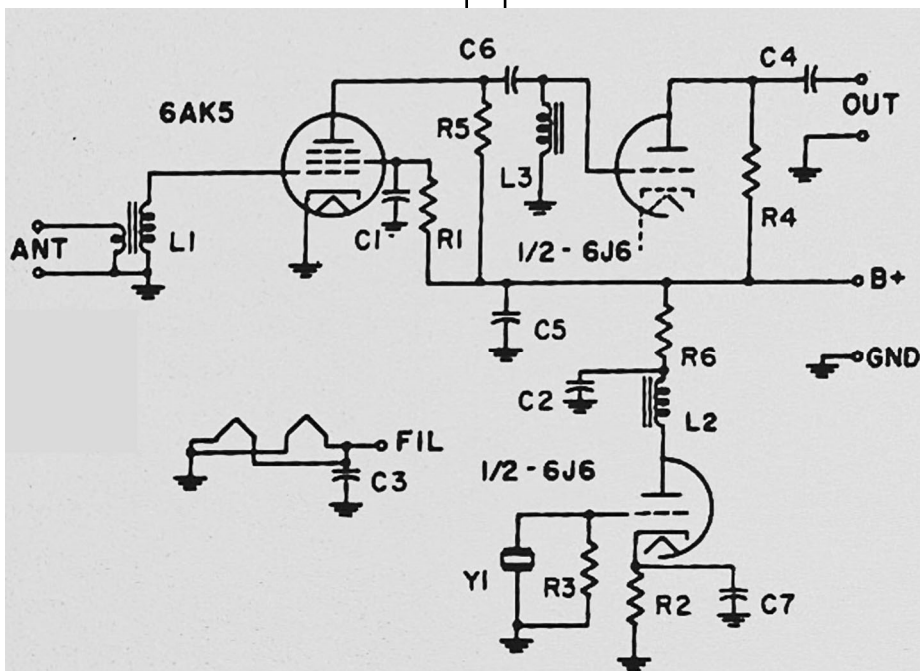 C6
C4
6AK5
OUT
R5
L3
R4
ANT
L1
C1
R1
1/2-6J6
B+
C5
R6
GND
C2
L2
FIL
C3
1/2-6J6
Y1
R3
R2
C7